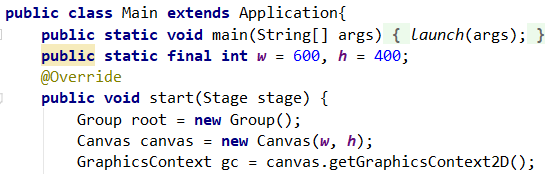 public class Main extends Application{
public static void main(String[] args) { launch(args); }
public static final int w = 600, h = 400;
@Override
public void start(Stage stage) {
Group root = new Group();
Canvas canvas = new Canvas(w, h);
GraphicsContext gc = canvas.getGraphicsContext2D();